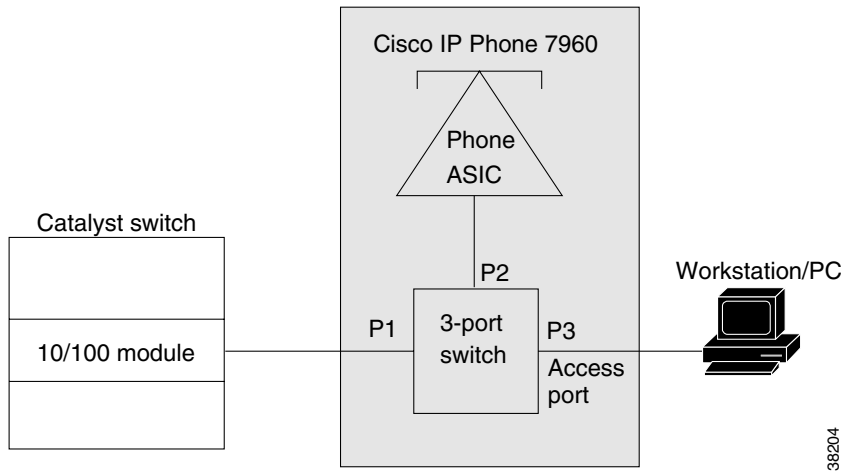 Cisco IP Phone 7960
Phone
ASIC
Catalyst switch
10/100 module
P2
P1
3-port
switch
P3
Access
port
Workstation/PC
38204